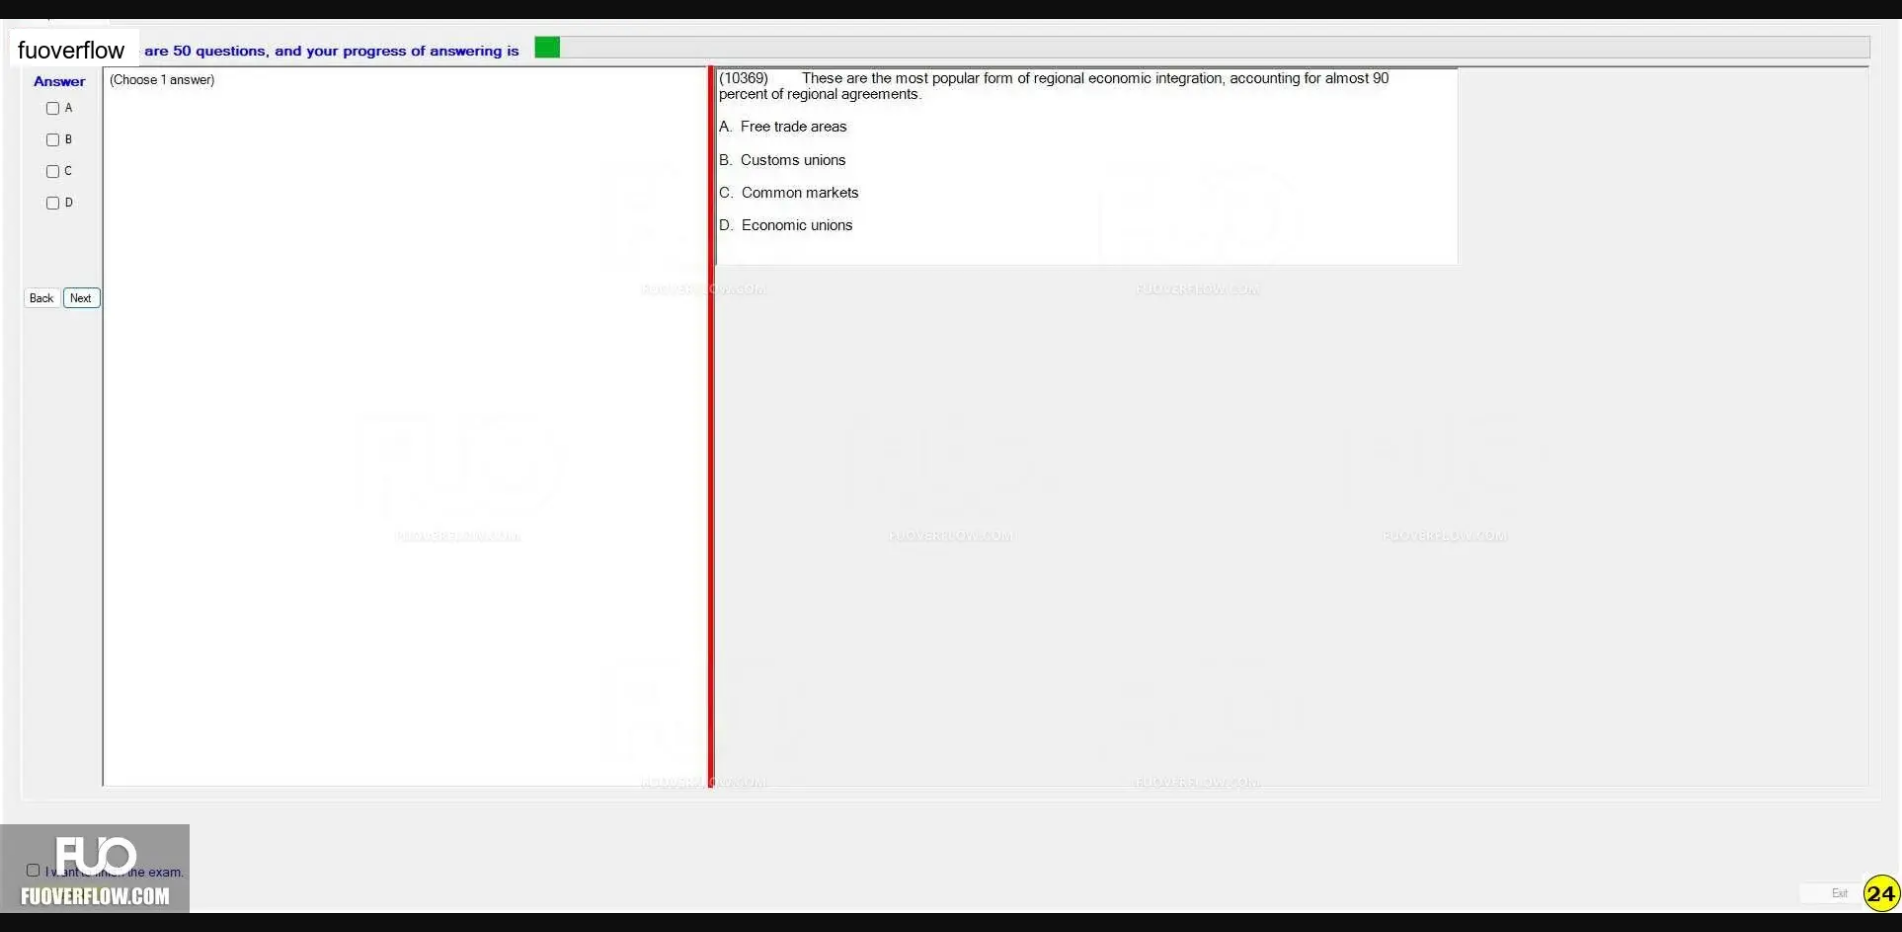 fuoverflow are 50 questions, and your progress of answering is
Answer
(Choose 1 answer)
A
B
C
D
Back Next
(10369) These are the most popular form of regional economic integration, accounting for almost 90
percent of regional agreements.
A. Free trade areas
B. Customs unions
C. Common markets
D. Economic unions
FUOVERFLOW.COM
FUOVERFLOW.COM
FUOVERFLOW.COM
FUOVERFLOW.COM
FUOVERFLOW.COM
FUOVERFLOW.COM
FUOVERFLOW.COM
FUO
I want to finish the exam.
FUOVERFLOW.COM
Exit
24